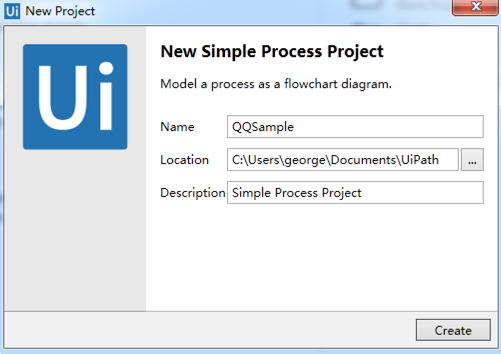 Ui New Project
Ui
New Simple Process Project
Model a process as a flowchart diagram.
Name QQSample
Location C:\Users\george\Documents\UiPath ...
Description Simple Process Project
Create